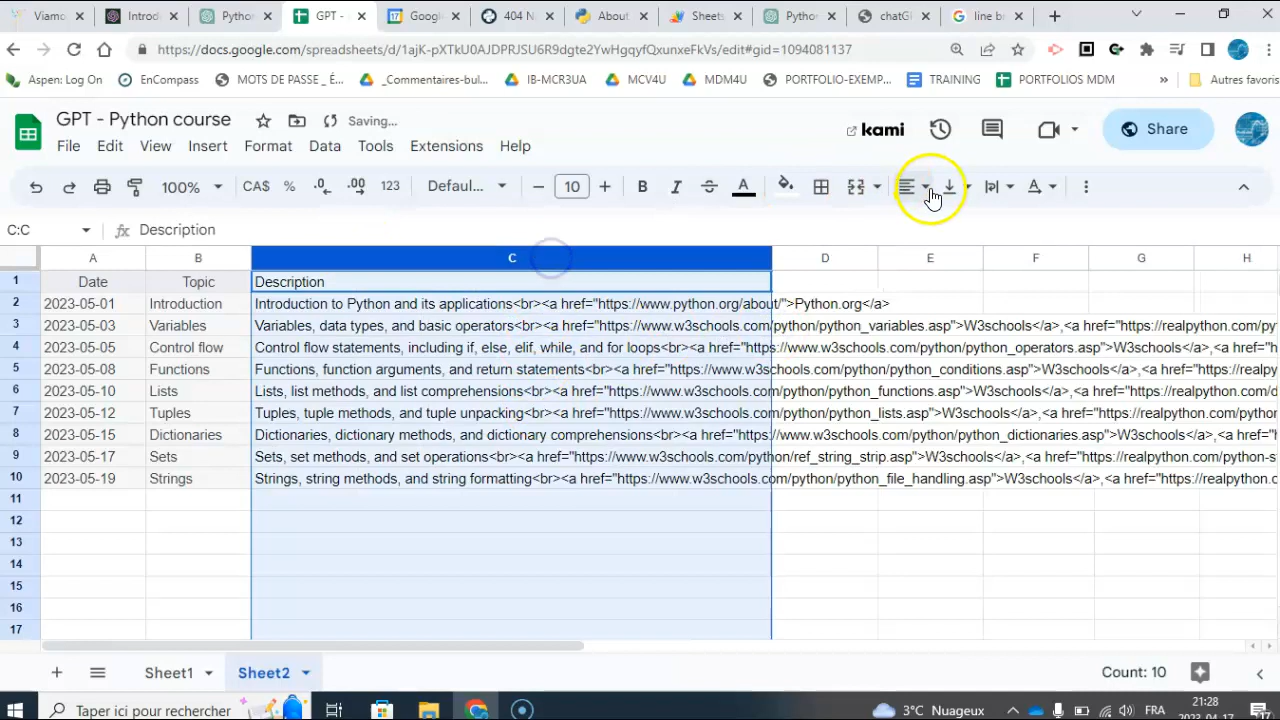 Viamo
Introd
Python
GPT -
Google
404 N
About
Sheets
Python
chatG
line br
https://docs.google.com/spreadsheets/d/1ajK-pXTkU0AJDPRJSU6R9dgte2YwHgqyfQxunxeFkVs/edit#gid=1094081137
Aspen: Log On
EnCompass
MOTS DE PASSE _ É...
_Commentaires-bul...
IB-MCR3UA
MCV4U
MDM4U
PORTFOLIO-EXEMP...
TRAINING
PORTFOLIOS MDM
»
Autres favoris
GPT - Python course
Saving...
kami
Share
File Edit View Insert Format Data Tools Extensions Help
100% CA$ % .0 .00 123 Defaul... 10 B I A
C:C fx Description
A B C D E F G H
1 Date Topic Description
2 2023-05-01 Introduction Introduction to Python and its applications<br><a href="https://www.python.org/about/">Python.org</a>
3 2023-05-03 Variables Variables, data types, and basic operators<br><a href="https://www.w3schools.com/python/python_variables.asp">W3schools</a>,<a href="https://realpython.com/py
4 2023-05-05 Control flow Control flow statements, including if, else, elif, while, and for loops<br><a href="https://www.w3schools.com/python/python_operators.asp">W3schools</a>,<a href="h
5 2023-05-08 Functions Functions, function arguments, and return statements<br><a href="https://www.w3schools.com/python/python_conditions.asp">W3schools</a>,<a href="https://realpy
6 2023-05-10 Lists Lists, list methods, and list comprehensions<br><a href="https://www.w3schools.com/python/python_functions.asp">W3schools</a>,<a href="https://realpython.com/d
7 2023-05-12 Tuples Tuples, tuple methods, and tuple unpacking<br><a href="https://www.w3schools.com/python/python_lists.asp">W3schools</a>,<a href="https://realpython.com/
8 2023-05-15 Dictionaries Dictionaries, dictionary methods, and dictionary comprehensions<br><a href="https://www.w3schools.com/python/python_dictionaries.asp">W3schools</a>,<a href="h
9 2023-05-17 Sets Sets, set methods, and set operations<br><a href="https://www.w3schools.com/python/ref_string_strip.asp">W3schools</a>,<a href="https://realpython.com/python-s
10 2023-05-19 Strings Strings, string methods, and string formatting<br><a href="https://www.w3schools.com/python/python_file_handling.asp">W3schools</a>,<a href="https://realpython.c
11
12
13
14
15
16
17
Sheet1
Sheet2
Count: 10
Taper ici pour rechercher
3°C Nuageux
FRA
21:28
2023-04-17